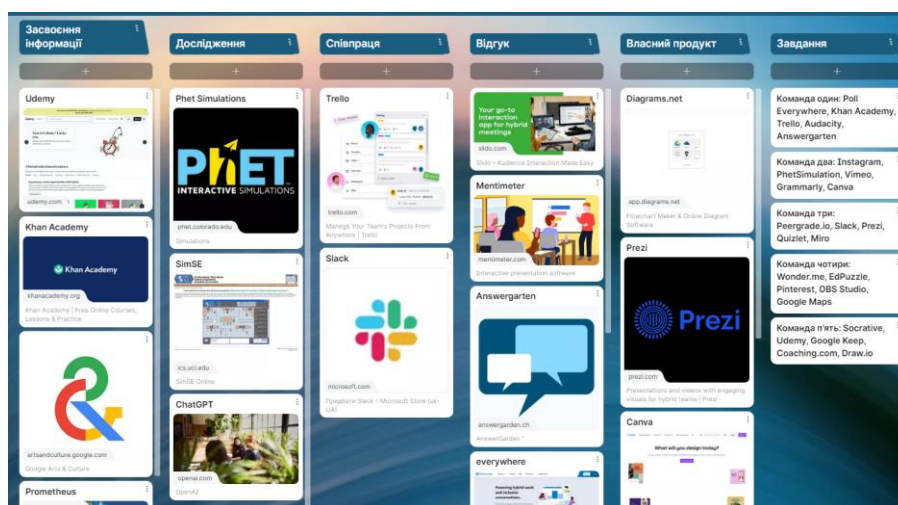 Засвоєння
інформації
Дослідження
Співпраця
Відгук
Власний продукт
Завдання
Udemy
udemy.com
Khan Academy
Khan Academy
khanacademy.org
Khan Academy | Free Online Courses,
Lessons & Practice
artsandculture.google.com
Google Arts & Culture
Prometheus
Phet Simulations
PhET
INTERACTIVE SIMULATIONS
phet.colorado.edu
Simulations
SimSE
ics.uci.edu
SimSE Online
ChatGPT
openai.com
Trello
trello.com
Manage Your Team's Projects From
Anywhere | Trello
Slack
microsoft.com
Придбати Slack – Microsoft Store (uk-
UA)
Your go-to
interaction
app for hybrid
meetings
slido.com
Slido - Audience Interaction Made Easy
Mentimeter
mentimeter.com
Interactive presentation software
Answergarden
answergarden.ch
AnswerGarden
everywhere
Powering hybrid work
and inclusive
conversations.
Diagrams.net
app.diagrams.net
Flowchart Maker & Online Diagram
Software
Prezi
Prezi
prezi.com
Presentations and videos with engaging
visuals for hybrid teams | Prezi
Canva
What will you design today?
Команда один: Poll
Everywhere, Khan Academy,
Trello, Audacity,
Answergarden
Команда два: Instagram,
PhetSimulation, Vimeo,
Grammarly, Canva
Команда три:
Peergrade.io, Slack, Prezi,
Quizlet, Miro
Команда чотири:
Wonder.me, EdPuzzle,
Pinterest, OBS Studio,
Google Maps
Команда п'ять: Socrative,
Udemy, Google Keep,
Coaching.com, Draw.io